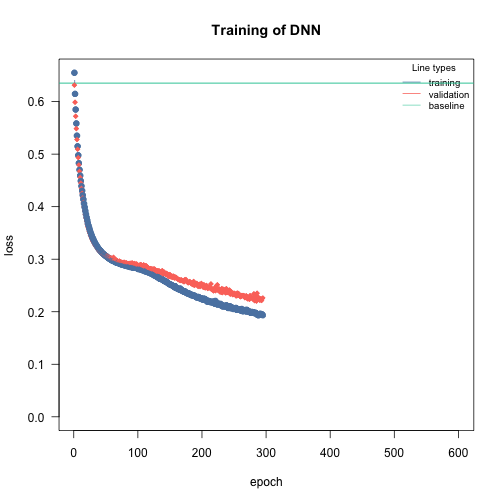 Training of DNN
Line types
training
validation
baseline
loss
0.6
0.5
0.4
0.3
0.2
0.1
0.0
0 100 200 300 400 500 600
epoch